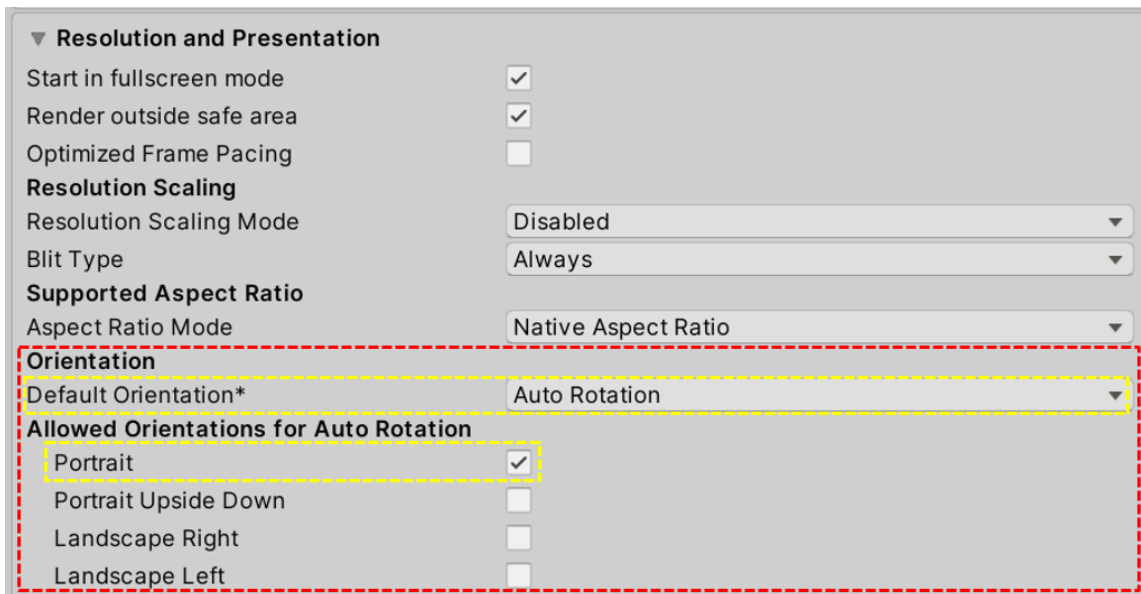 Resolution and Presentation
Start in fullscreen mode
Render outside safe area
Optimized Frame Pacing
Resolution Scaling
Resolution Scaling Mode Disabled
Blit Type Always
Supported Aspect Ratio
Aspect Ratio Mode Native Aspect Ratio
Orientation
Default Orientation* Auto Rotation
Allowed Orientations for Auto Rotation
Portrait
Portrait Upside Down
Landscape Right
Landscape Left